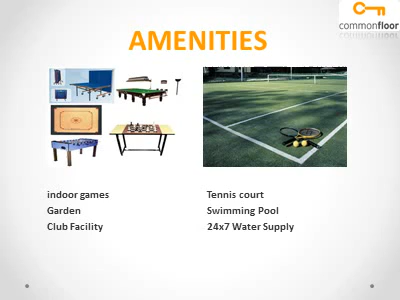 commonfloor
AMENITIES
indoor games
Garden
Club Facility
Tennis court
Swimming Pool
24x7 Water Supply